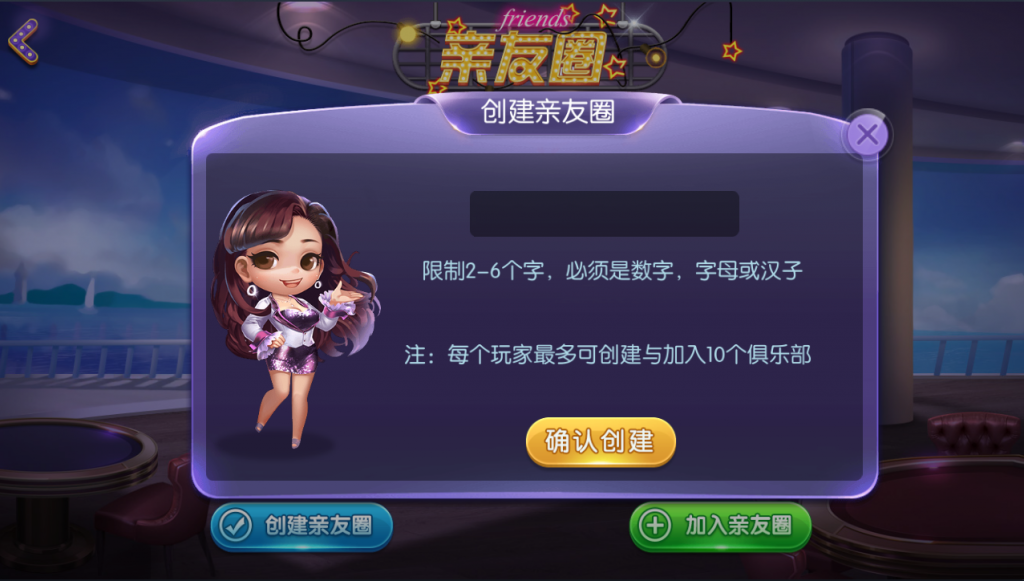 friends
亲友圈
创建亲友圈
限制2-6个字，必须是数字，字母或汉子
注：每个玩家最多可创建与加入10个俱乐部
确认创建
创建亲友圈
加入亲友圈